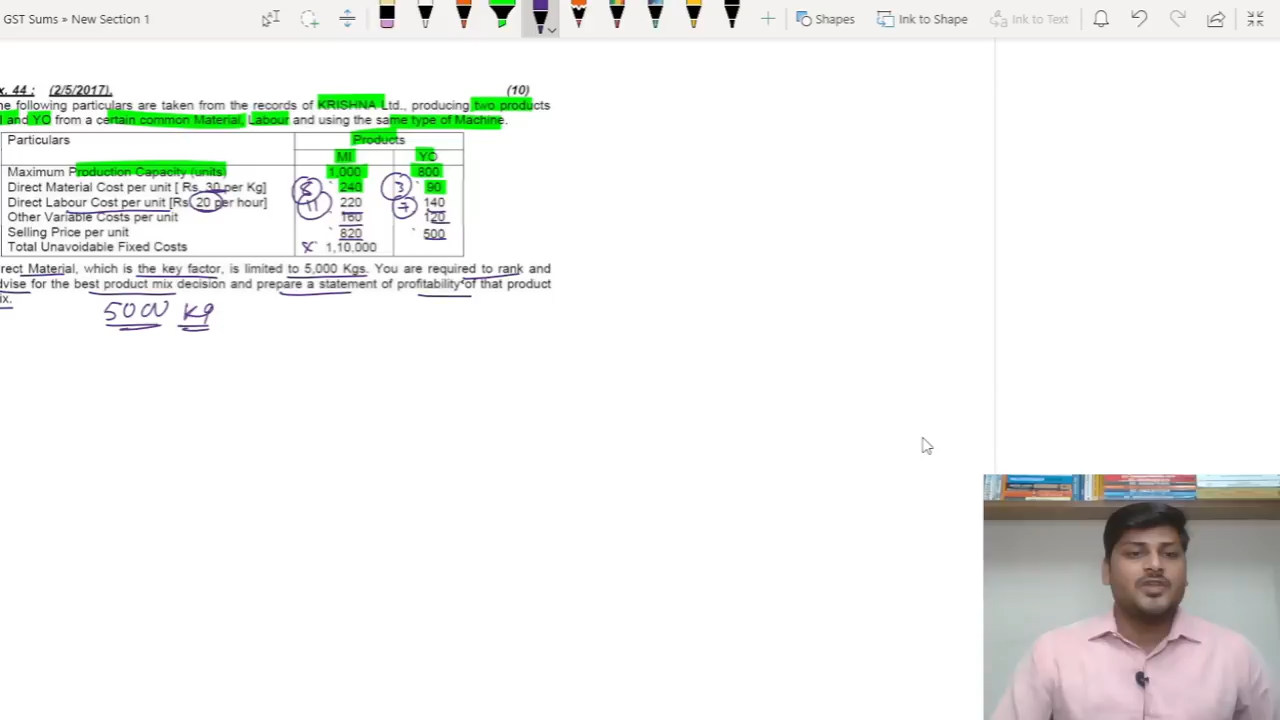 GST Sums » New Section 1
Shapes
Ink to Shape
Ink to Text
x. 44 : (2/5/2017). (10)
ne following particulars are taken from the records of KRISHNA Ltd., producing two products
I and YO from a certain common Material, Labour and using the same type of Machine.
Particulars Products
MI YO
Maximum Production Capacity (units) 1,000 800
Direct Material Cost per unit [ Rs. 30 per Kg] 8 240 3 90
Direct Labour Cost per unit [Rs 20 per hour] 11 220 7 140
Other Variable Costs per unit 160 120
Selling Price per unit 820 500
Total Unavoidable Fixed Costs x 1,10,000
rect Material, which is the key factor, is limited to 5,000 Kgs. You are required to rank and
dvise for the best product mix decision and prepare a statement of profitability of that product
ix.
5000 Kg